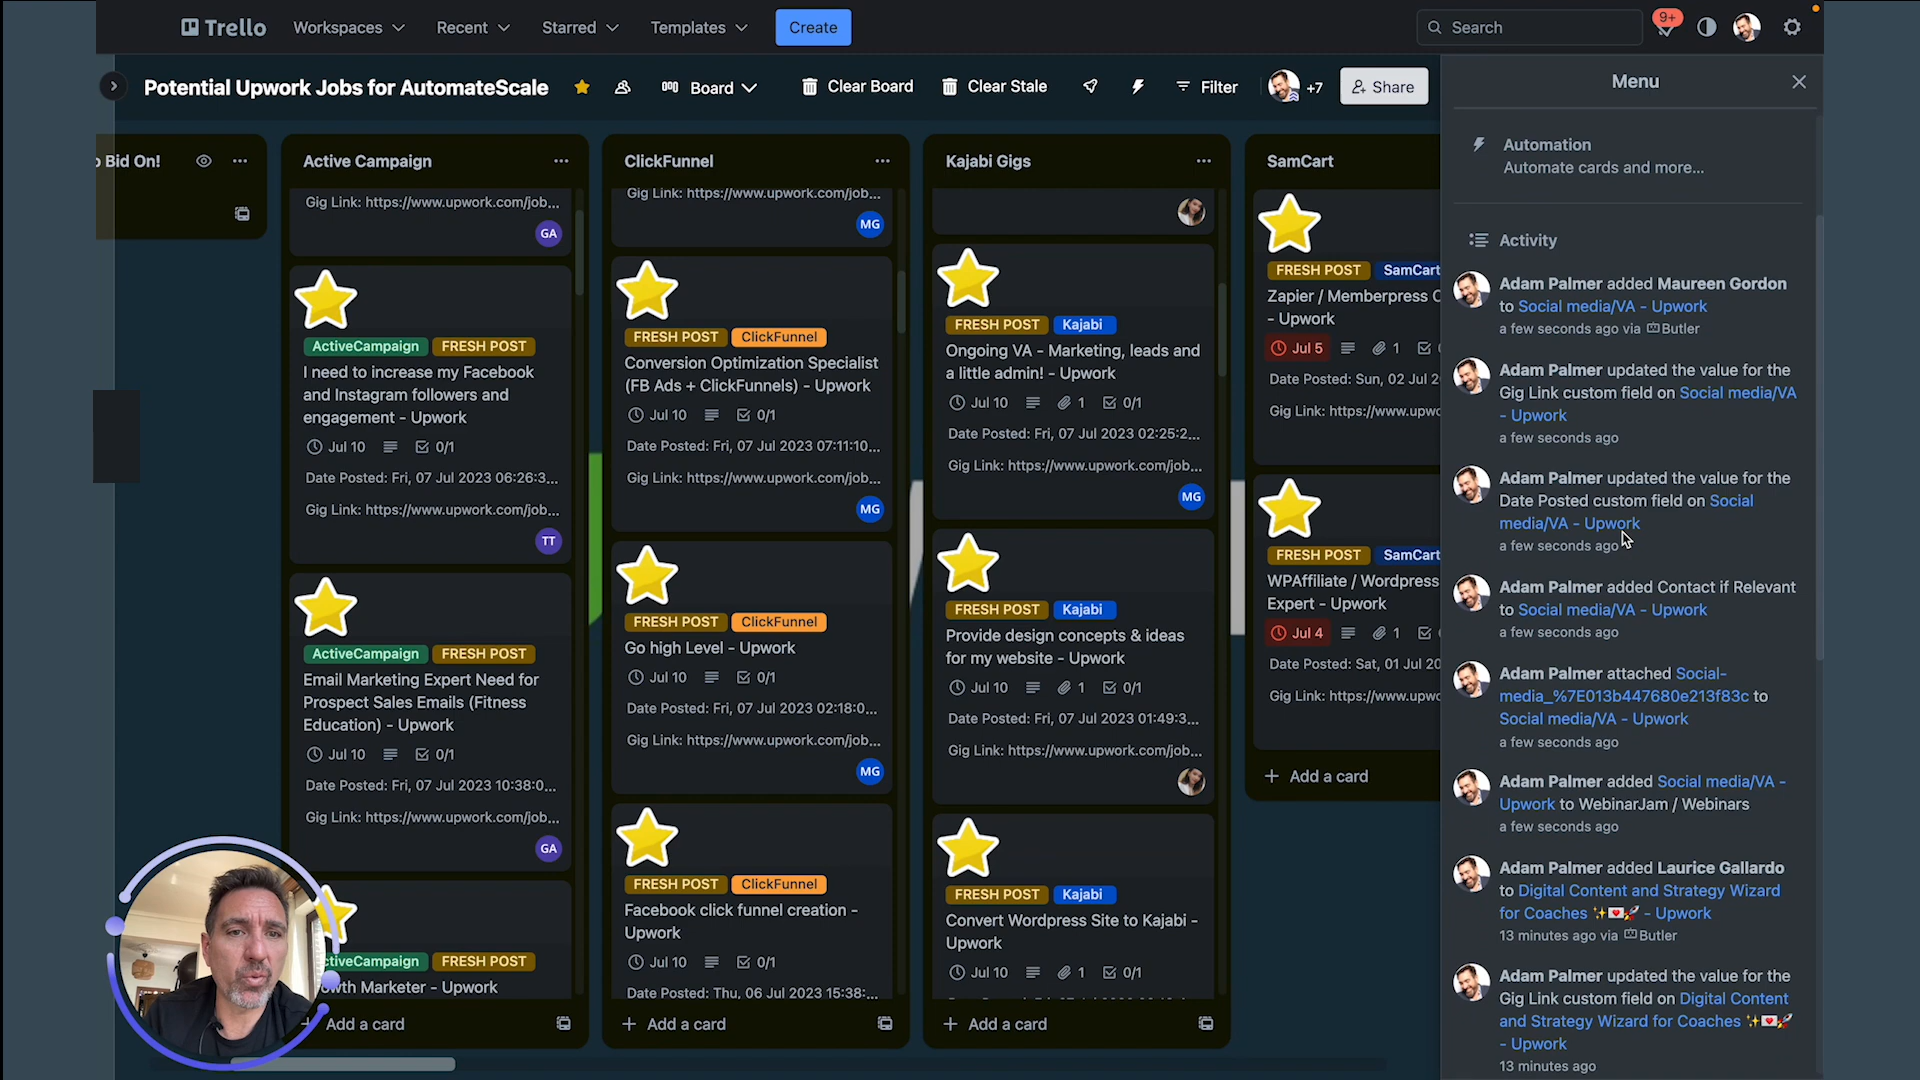 Trello
Workspaces
Recent
Starred
Templates
Create
Search
9+
Potential Upwork Jobs for AutomateScale
Board
Clear Board
Clear Stale
Filter
+7
Share
Bid On!
Active Campaign
Gig Link: https://www.upwork.com/job...
GA
ActiveCampaign FRESH POST
I need to increase my Facebook
and Instagram followers and
engagement - Upwork
Jul 10 0/1
Date Posted: Fri, 07 Jul 2023 06:26:3...
Gig Link: https://www.upwork.com/job...
TT
ActiveCampaign FRESH POST
Email Marketing Expert Need for
Prospect Sales Emails (Fitness
Education) - Upwork
Jul 10 0/1
Date Posted: Fri, 07 Jul 2023 10:38:0...
Gig Link: https://www.upwork.com/job...
GA
ctiveCampaign FRESH POST
owth Marketer - Upwork
Add a card
ClickFunnel
Gig Link: https://www.upwork.com/job...
MG
FRESH POST ClickFunnel
Conversion Optimization Specialist
(FB Ads + ClickFunnels) - Upwork
Jul 10 0/1
Date Posted: Fri, 07 Jul 2023 07:11:10...
Gig Link: https://www.upwork.com/job...
MG
FRESH POST ClickFunnel
Go high Level - Upwork
Jul 10 0/1
Date Posted: Fri, 07 Jul 2023 02:18:0...
Gig Link: https://www.upwork.com/job...
MG
FRESH POST ClickFunnel
Facebook click funnel creation -
Upwork
Jul 10 0/1
Date Posted: Thu, 06 Jul 2023 15:38:...
Add a card
Kajabi Gigs
FRESH POST Kajabi
Ongoing VA - Marketing, leads and
a little admin! - Upwork
Jul 10 1 0/1
Date Posted: Fri, 07 Jul 2023 02:25:2...
Gig Link: https://www.upwork.com/job...
MG
FRESH POST Kajabi
Provide design concepts & ideas
for my website - Upwork
Jul 10 1 0/1
Date Posted: Fri, 07 Jul 2023 01:49:3...
Gig Link: https://www.upwork.com/job...
FRESH POST Kajabi
Convert Wordpress Site to Kajabi -
Upwork
Jul 10 1 0/1
Add a card
SamCart
FRESH POST SamCart
Zapier / Memberpress
- Upwork
Jul 5 1
Date Posted: Sun, 02 Jul 20
Gig Link: https://www.upwo
FRESH POST SamCart
WPAffiliate / Wordpress
Expert - Upwork
Jul 4 1
Date Posted: Sat, 01 Jul 20
Gig Link: https://www.upwo
Add a card
Menu
Automation
Automate cards and more...
Activity
Adam Palmer added Maureen Gordon
to Social media/VA - Upwork
a few seconds ago via Butler
Adam Palmer updated the value for the
Gig Link custom field on Social media/VA
- Upwork
a few seconds ago
Adam Palmer updated the value for the
Date Posted custom field on Social
media/VA - Upwork
a few seconds ago
Adam Palmer added Contact if Relevant
to Social media/VA - Upwork
a few seconds ago
Adam Palmer attached Social-
media_%7E013b447680e213f83c to
Social media/VA - Upwork
a few seconds ago
Adam Palmer added Social media/VA -
Upwork to WebinarJam / Webinars
a few seconds ago
Adam Palmer added Laurice Gallardo
to Digital Content and Strategy Wizard
for Coaches ✨💌🚀 - Upwork
13 minutes ago via Butler
Adam Palmer updated the value for the
Gig Link custom field on Digital Content
and Strategy Wizard for Coaches ✨💌🚀
- Upwork
13 minutes ago